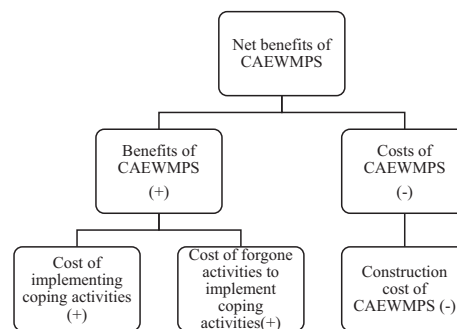 Net benefits of
CAEWMPS
Benefits of
CAEWMPS
(+)
Costs of
CAEWMPS
(-)
Cost of
implementing
coping activities
(+)
Cost of forgone
activities to
implement
coping
activities(+)
Construction
cost of
CAEWMPS (-)